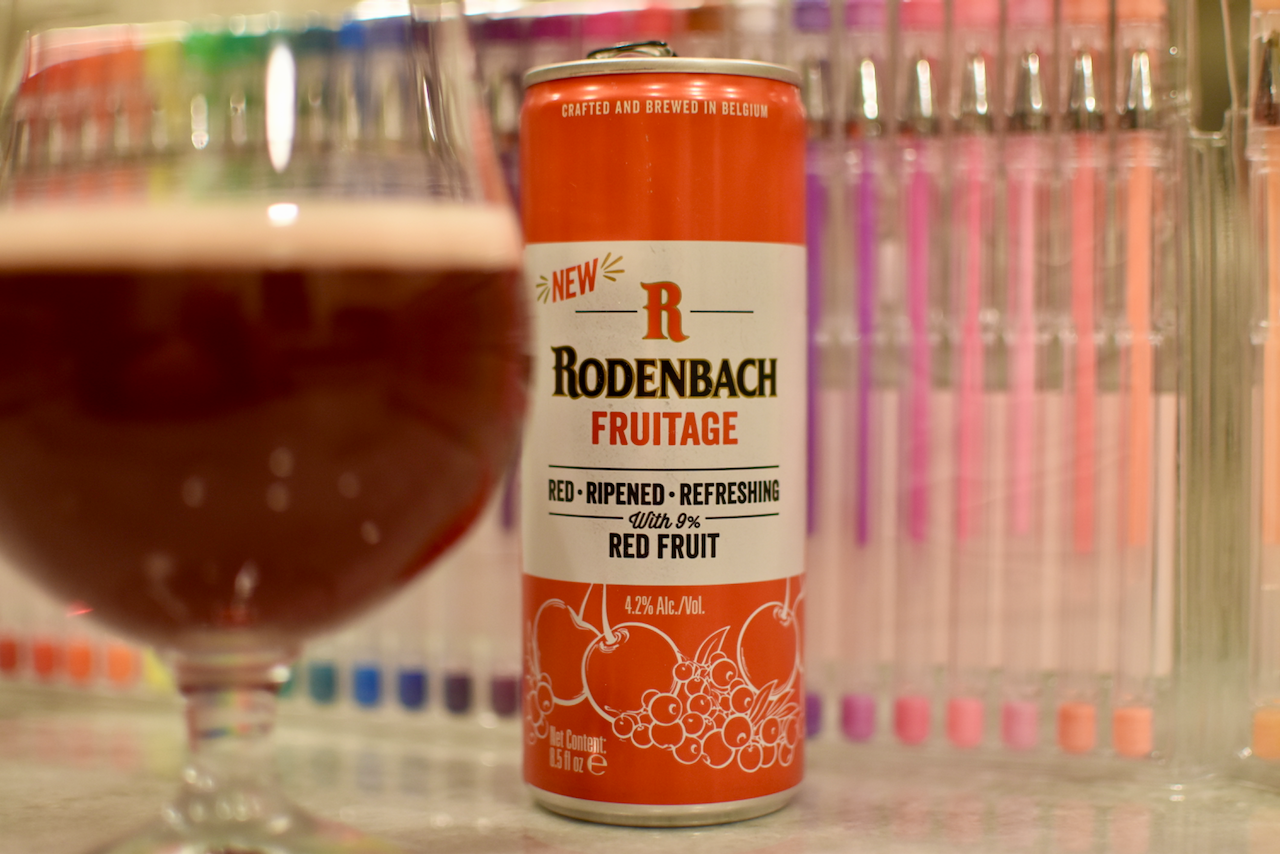 CRAFTED AND BREWED IN BELGIUM
NEW
R
RODENBACH
FRUITAGE
RED • RIPENED • REFRESHING
With 9%
RED FRUIT
4.2% Alc./Vol.
Net Content:
8.5 fl oz e